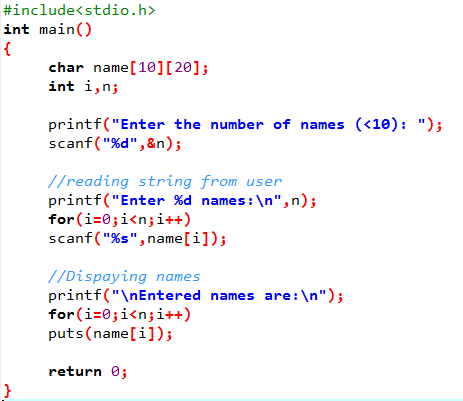 #include<stdio.h>
int main()
{
char name[10][20];
int i,n;
printf("Enter the number of names (<10): ");
scanf("%d",&n);
//reading string from user
printf("Enter %d names:\n",n);
for(i=0;i<n;i++)
scanf("%s",name[i]);
//Dispaying names
printf("\nEntered names are:\n");
for(i=0;i<n;i++)
puts(name[i]);
return 0;
}